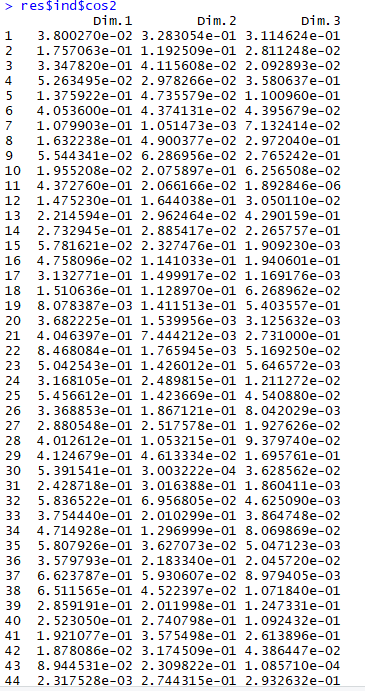 > res$ind$cos2
Dim.1 Dim.2 Dim.3
1 3.800270e-02 3.283054e-01 3.114624e-01
2 1.757063e-01 1.192509e-01 2.811248e-02
3 3.347820e-01 4.115608e-02 2.092893e-02
4 5.263495e-02 2.978266e-02 3.580637e-01
5 1.375922e-01 4.735579e-02 1.100960e-01
6 4.053600e-01 4.374131e-02 4.395679e-02
7 1.079903e-01 1.051473e-03 7.132414e-02
8 1.632238e-01 4.900377e-02 2.972040e-01
9 5.544341e-02 6.286956e-02 2.765242e-01
10 1.955208e-02 2.075897e-01 6.256508e-02
11 4.372760e-01 2.066166e-02 1.892846e-06
12 1.475230e-01 1.644038e-01 3.050110e-02
13 2.214594e-01 2.962464e-02 4.290159e-01
14 2.732945e-01 2.885417e-02 2.265757e-01
15 5.781621e-02 2.327476e-01 1.909230e-03
16 4.758096e-02 1.141033e-01 1.940601e-01
17 3.132771e-01 1.499917e-02 1.169176e-03
18 1.510636e-01 1.128970e-01 6.268962e-02
19 8.078387e-03 1.411513e-01 5.403557e-01
20 3.682225e-01 1.539956e-03 3.125632e-03
21 4.046397e-01 7.444212e-03 2.731000e-01
22 8.468084e-01 1.765945e-03 5.169250e-02
23 5.042543e-01 1.426012e-01 5.646572e-03
24 3.168105e-01 2.489815e-01 1.211272e-02
25 5.456612e-01 1.423669e-01 4.540880e-02
26 3.368853e-01 1.867121e-01 8.042029e-03
27 2.880548e-01 2.517578e-01 1.927626e-02
28 4.012612e-01 1.053215e-01 9.379740e-02
29 4.124679e-01 4.613334e-02 1.695761e-01
30 5.391541e-01 3.003222e-04 3.628562e-02
31 2.428718e-01 3.016388e-01 1.860411e-03
32 5.836522e-01 6.956805e-02 4.625090e-03
33 3.754440e-01 2.010299e-01 3.864748e-02
34 4.714928e-01 1.296999e-01 8.069869e-02
35 5.807926e-01 3.627073e-02 5.047123e-03
36 3.579793e-01 2.183340e-01 2.045720e-02
37 6.623787e-01 5.930607e-02 8.979405e-03
38 6.511565e-01 4.522397e-02 1.071840e-01
39 2.859191e-01 2.011998e-01 1.247331e-01
40 2.523050e-01 2.740798e-01 1.092432e-01
41 1.921077e-01 3.575498e-01 2.613896e-01
42 1.878086e-02 3.174509e-01 4.386447e-02
43 8.944531e-02 2.309822e-01 1.085710e-04
44 2.317528e-03 2.744315e-01 2.932632e-01